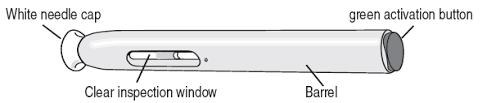 White needle cap
green activation button
Clear inspection window
Barrel